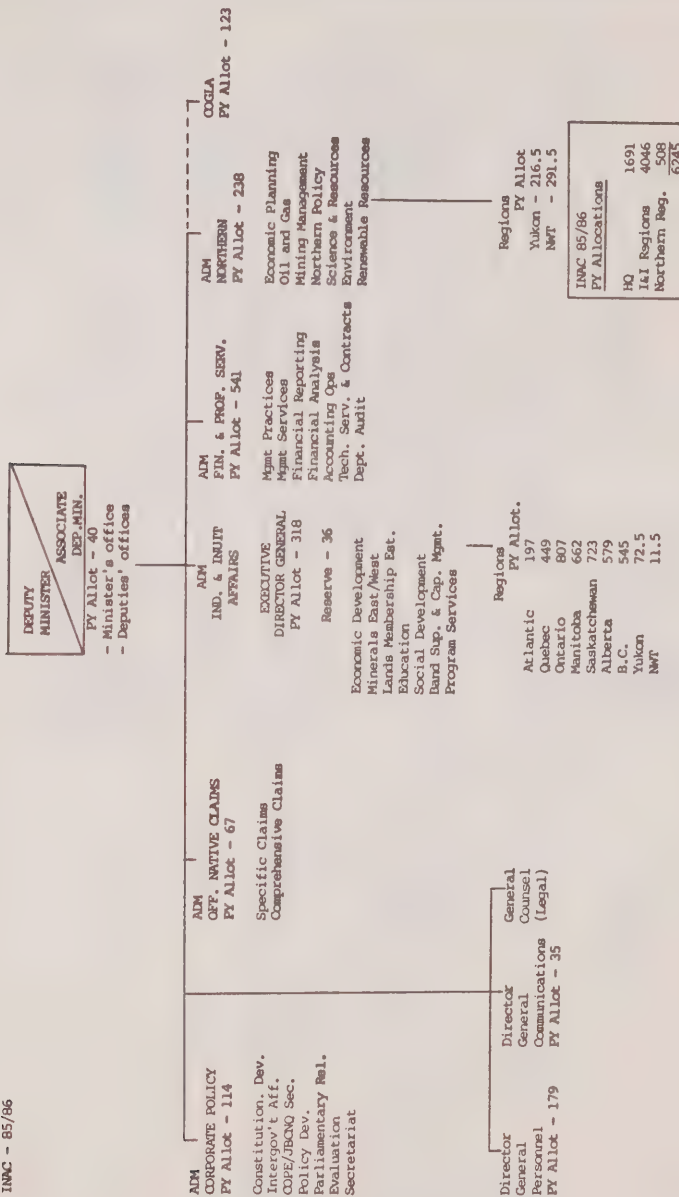 INAC - 85/86
DEPUTY
MINISTER
ASSOCIATE
DEP.MIN.
PY Allot - 40
- Minister's office
- Deputies' offices
ADM
CORPORATE POLICY
PY Allot - 114
Constitution. Dev.
Intergov't Aff.
COPE/JBCNQ Sec.
Policy Dev.
Parliamentary Rel.
Evaluation
Secretariat
ADM
OFF. NATIVE CLAIMS
PY Allot - 67
Specific Claims
Comprehensive Claims
ADM
IND. & INUIT
AFFAIRS
EXECUTIVE
DIRECTOR GENERAL
PY Allot - 318
Reserve - 36
Economic Development
Minerals East/West
Lands Membership Est.
Education
Social Development
Band Sup. & Cap. Mgmt.
Program Services
ADM
FIN. & PROF. SERV.
PY Allot - 541
Mgmt Practices
Mgmt Services
Financial Reporting
Financial Analysis
Accounting Ops
Tech. Serv. & Contracts
Dept. Audit
ADM
NORTHERN
PY Allot - 238
Economic Planning
Oil and Gas
Mining Management
Northern Policy
Science & Resources
Environment
Renewable Resources
COGLA
PY Allot - 123
Director
General
Personnel
PY Allot - 179
Director
General
Communications
PY Allot - 35
General
Counsel
(Legal)
Regions
PY Allot.
Atlantic 197
Quebec 449
Ontario 807
Manitoba 662
Saskatchewan 723
Alberta 579
B.C. 545
Yukon 72.5
NWT 11.5
Regions
PY Allot
Yukon - 216.5
NWT - 291.5
INAC 85/86
PY Allocations
HQ 1691
I&I Regions 4046
Northern Reg. 508
6245